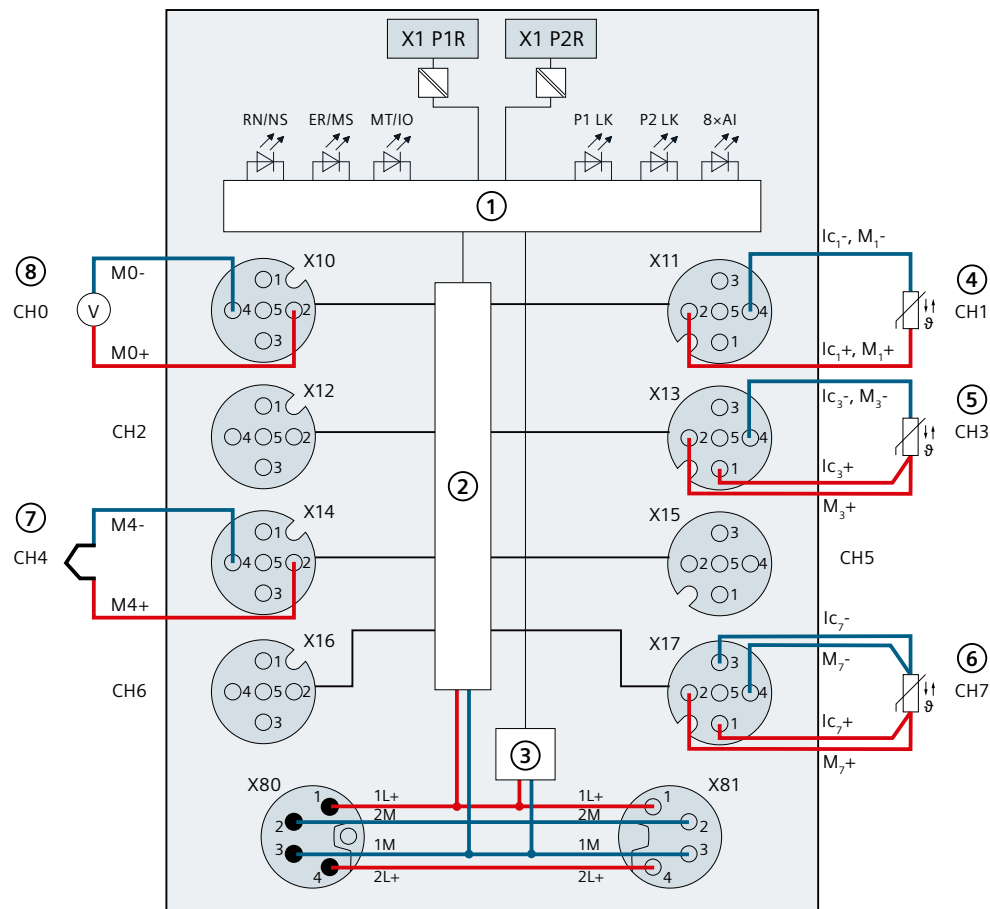 X1 P1R X1 P2R
RN/NS ER/MS MT/IO P1 LK P2 LK 8×AI
1
8
CH0
M0-
V
M0+
X10
1
4 5 2
3
X11
3
2 5 4
1
Ic1-, M1-
Ic1+, M1+
4
CH1
ϑ
CH2
X12
1
4 5 2
3
X13
3
2 5 4
1
Ic3-, M3-
Ic3+
M3+
5
CH3
ϑ
2
7
CH4
M4-
M4+
X14
1
4 5 2
3
X15
3
2 5 4
1
CH5
CH6
X16
1
4 5 2
3
X17
3
2 5 4
1
Ic7-
M7-
Ic7+
M7+
6
CH7
ϑ
3
X80 X81
1 1L+ 1L+ 1
2 2M 2M 2
3 1M 1M 3
4 2L+ 2L+ 4